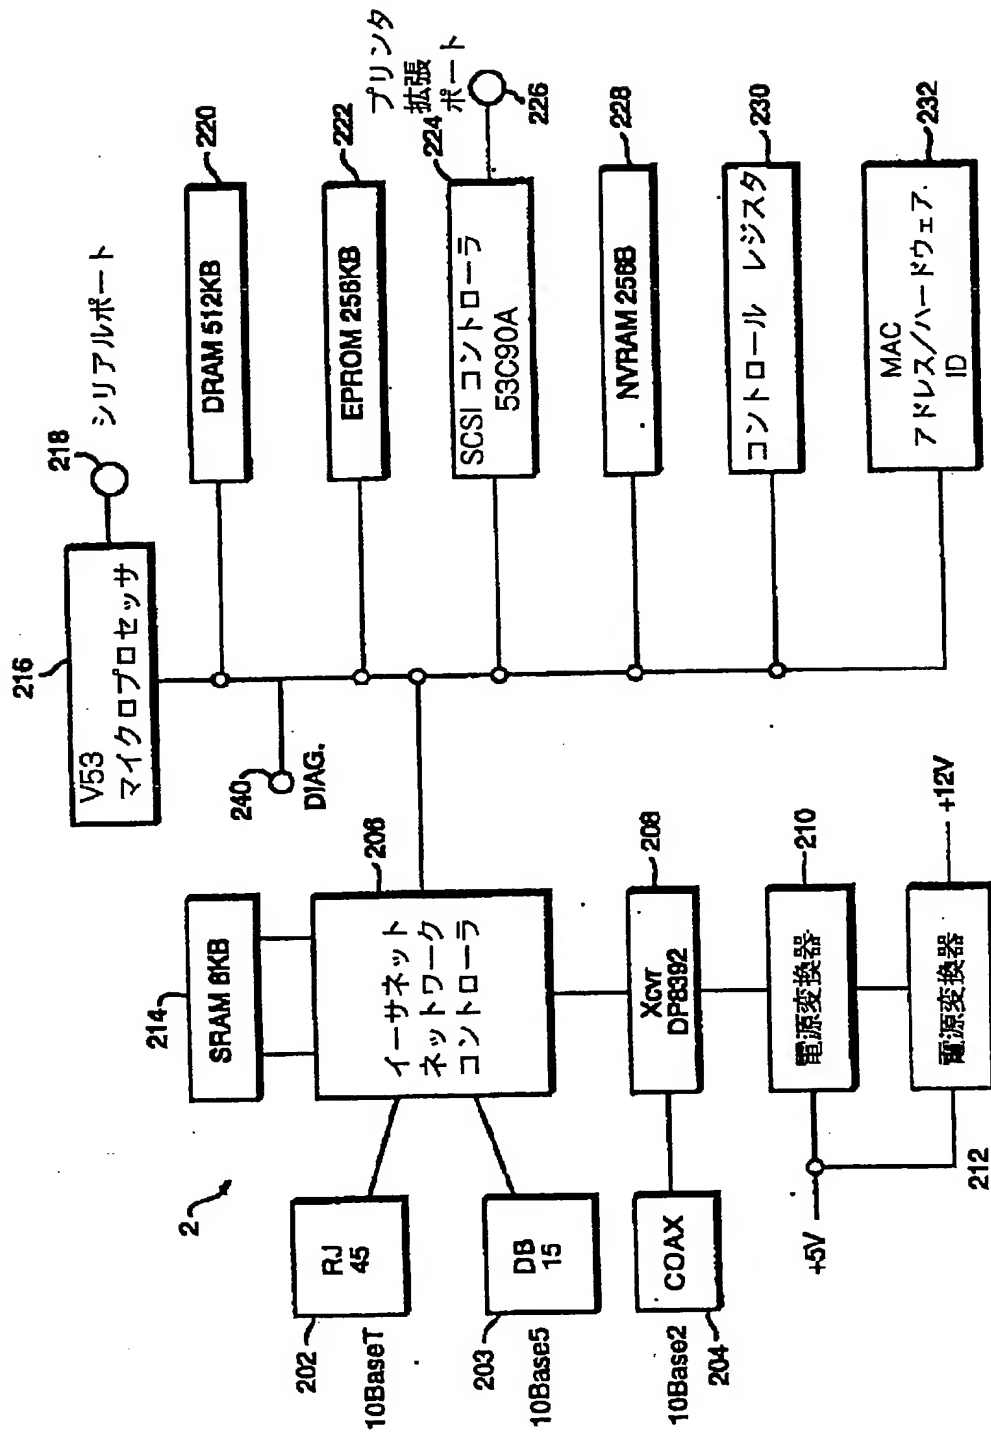 216
V53
マイクロプロセッサ
218
シリアルポート
240
DIAG.
DRAM 512KB
220
EPROM 256KB
222
SCSI コントローラ
53C90A
224
プリンタ
拡張
ポート
226
NVRAM 256B
228
コントロール レジスタ
230
MAC
アドレス/ハードウェア
ID
232
2
214
SRAM 8KB
206
イーサネット
ネットワーク
コントローラ
RJ
45
202
10BaseT
DB
15
203
10Base5
COAX
204
10Base2
Xcvr
DP8392
208
電源変換器
210
+5V
電源変換器
212
+12V